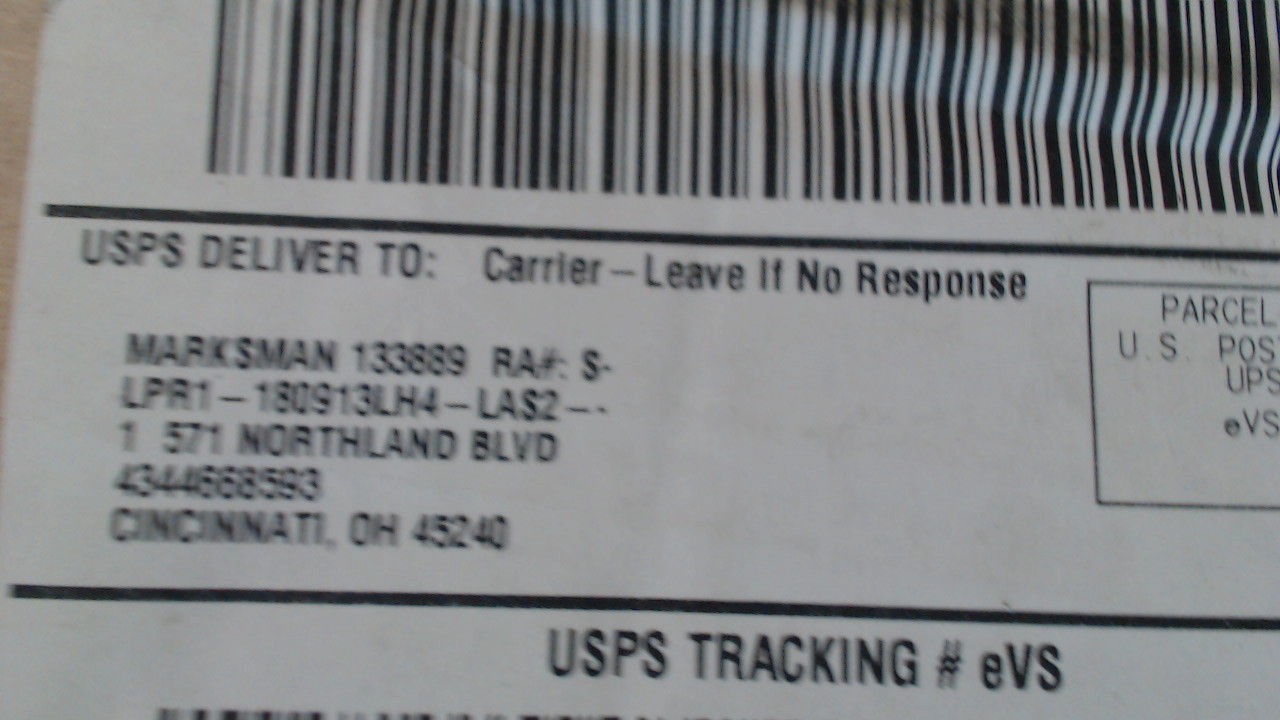 USPS DELIVER TO: Carrier – Leave If No Response
PARCEL
U.S. POST
UPS
eVS
MARKSMAN 133889 RA#: S-
LPR1 – 180913LH4 – LAS2 – -
1 571 NORTHLAND BLVD
4344668593
CINCINNATI, OH 45240
USPS TRACKING # eVS